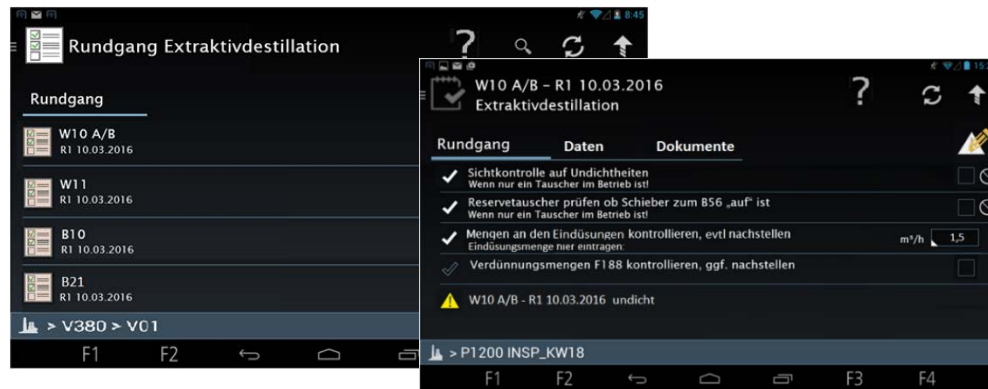 8:45
Rundgang Extraktivdestillation
?
Rundgang
W10 A/B
R1 10.03.2016
W11
R1 10.03.2016
B10
R1 10.03.2016
B21
R1 10.03.2016
> V380 > V01
F1 F2
W10 A/B – R1 10.03.2016
Extraktivdestillation
?
Rundgang Daten Dokumente
Sichtkontrolle auf Undichtheiten
Wenn nur ein Tauscher im Betrieb ist!
Reservetauscher prüfen ob Schieber zum B56 „auf“ ist
Wenn nur ein Tauscher im Betrieb ist!
Mengen an den Eindüsungen kontrollieren, evtl nachstellen
Eindüsungsmenge hier eintragen:
m³/h 1,5
Verdünnungsmengen F188 kontrollieren, ggf. nachstellen
W10 A/B - R1 10.03.2016 undicht
> P1200 INSP_KW18
F1 F2 F3 F4